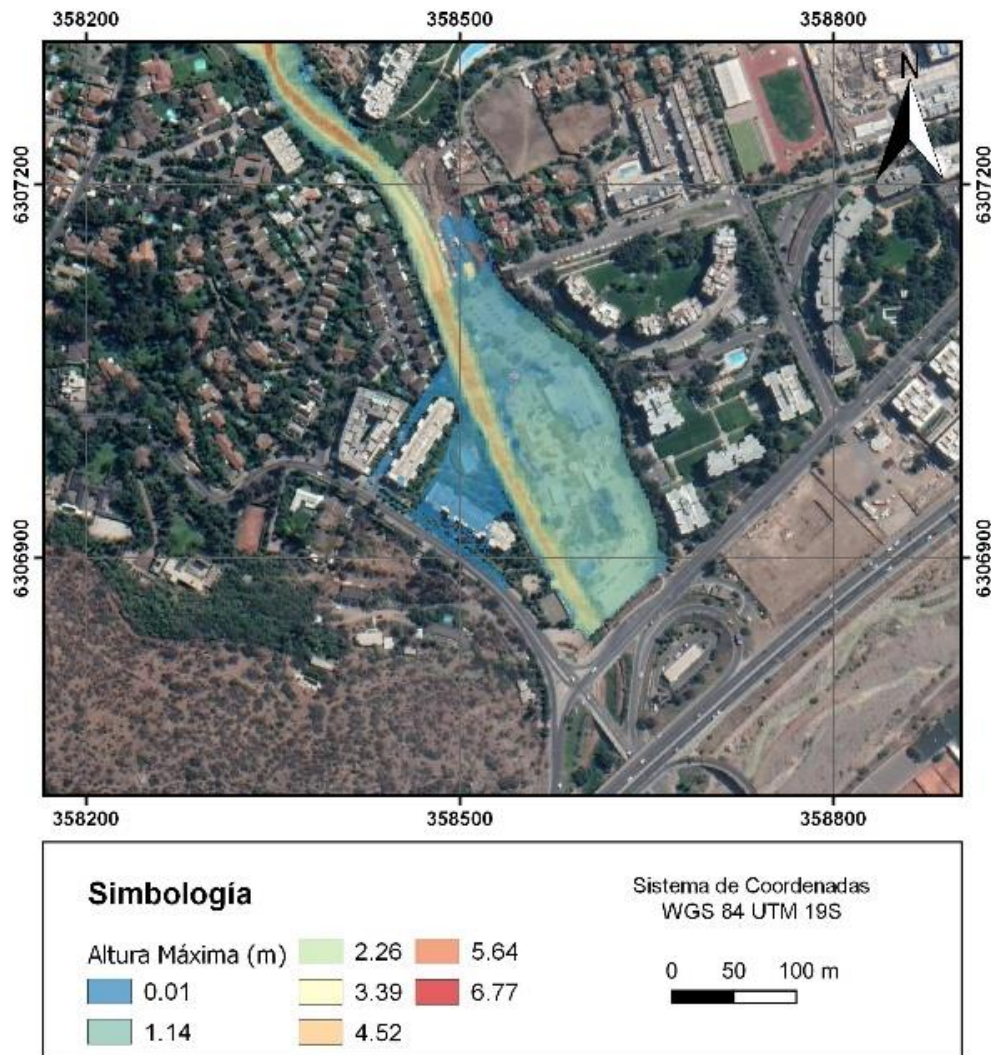 358200 358500 358800
N
6307200 6307200
6306900 6306900
358200 358500 358800
Simbología
Altura Máxima (m)
0.01
1.14
2.26
3.39
4.52
5.64
6.77
Sistema de Coordenadas
WGS 84 UTM 19S
0 50 100 m